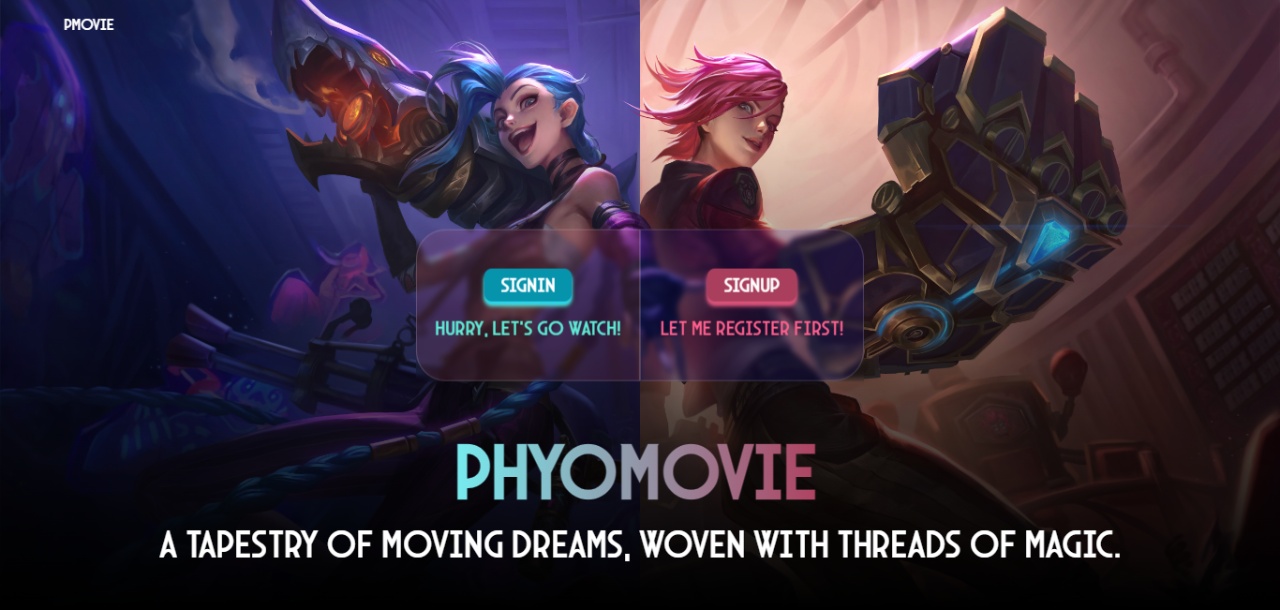 PMOVIE
SIGNIN
HURRY, LET'S GO WATCH!
SIGNUP
LET ME REGISTER FIRST!
PHYOMOVIE
A TAPESTRY OF MOVING DREAMS, WOVEN WITH THREADS OF MAGIC.